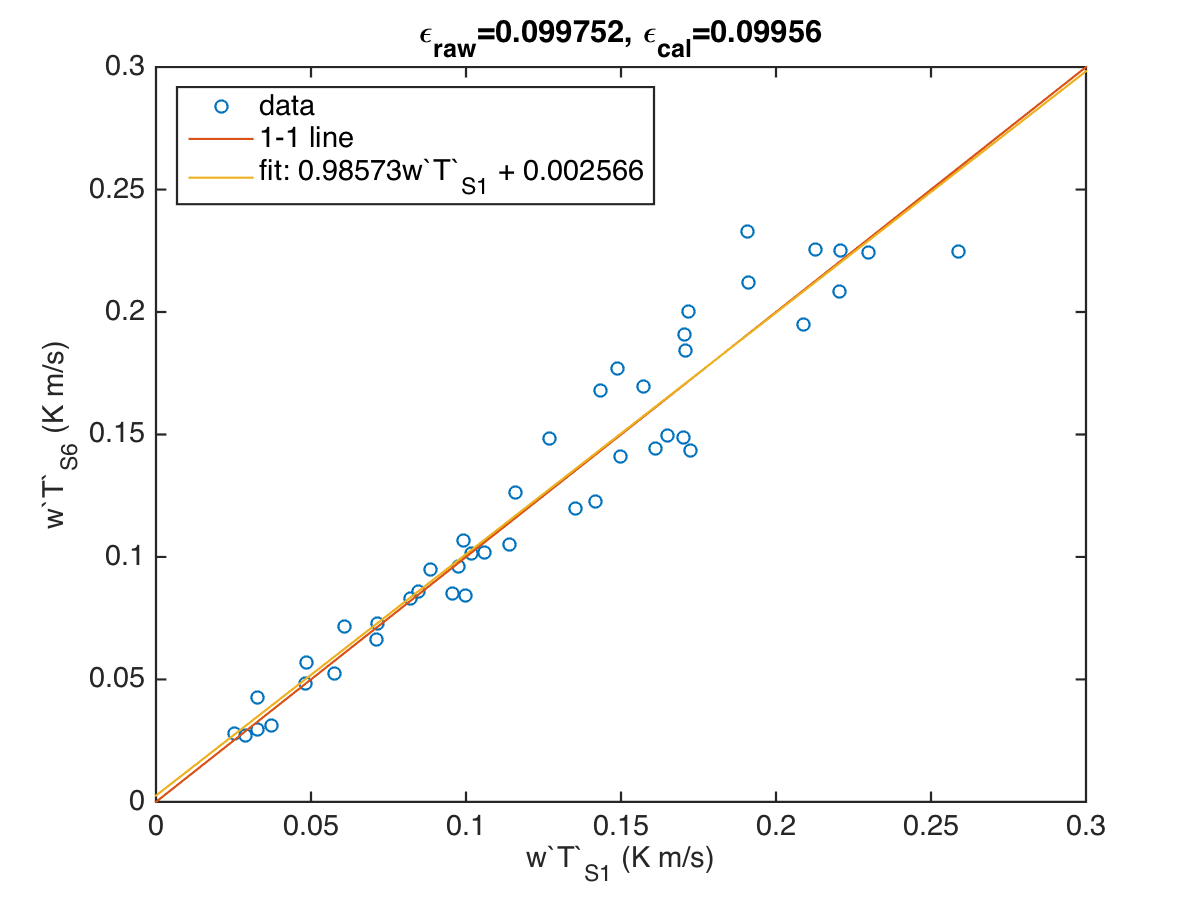 ϵraw=0.099752, ϵcal=0.09956
data
1-1 line
fit: 0.98573w`T`S1 + 0.002566
0.3
0.25
0.2
0.15
0.1
0.05
0
w`T`S6 (K m/s)
0 0.05 0.1 0.15 0.2 0.25 0.3
w`T`S1 (K m/s)